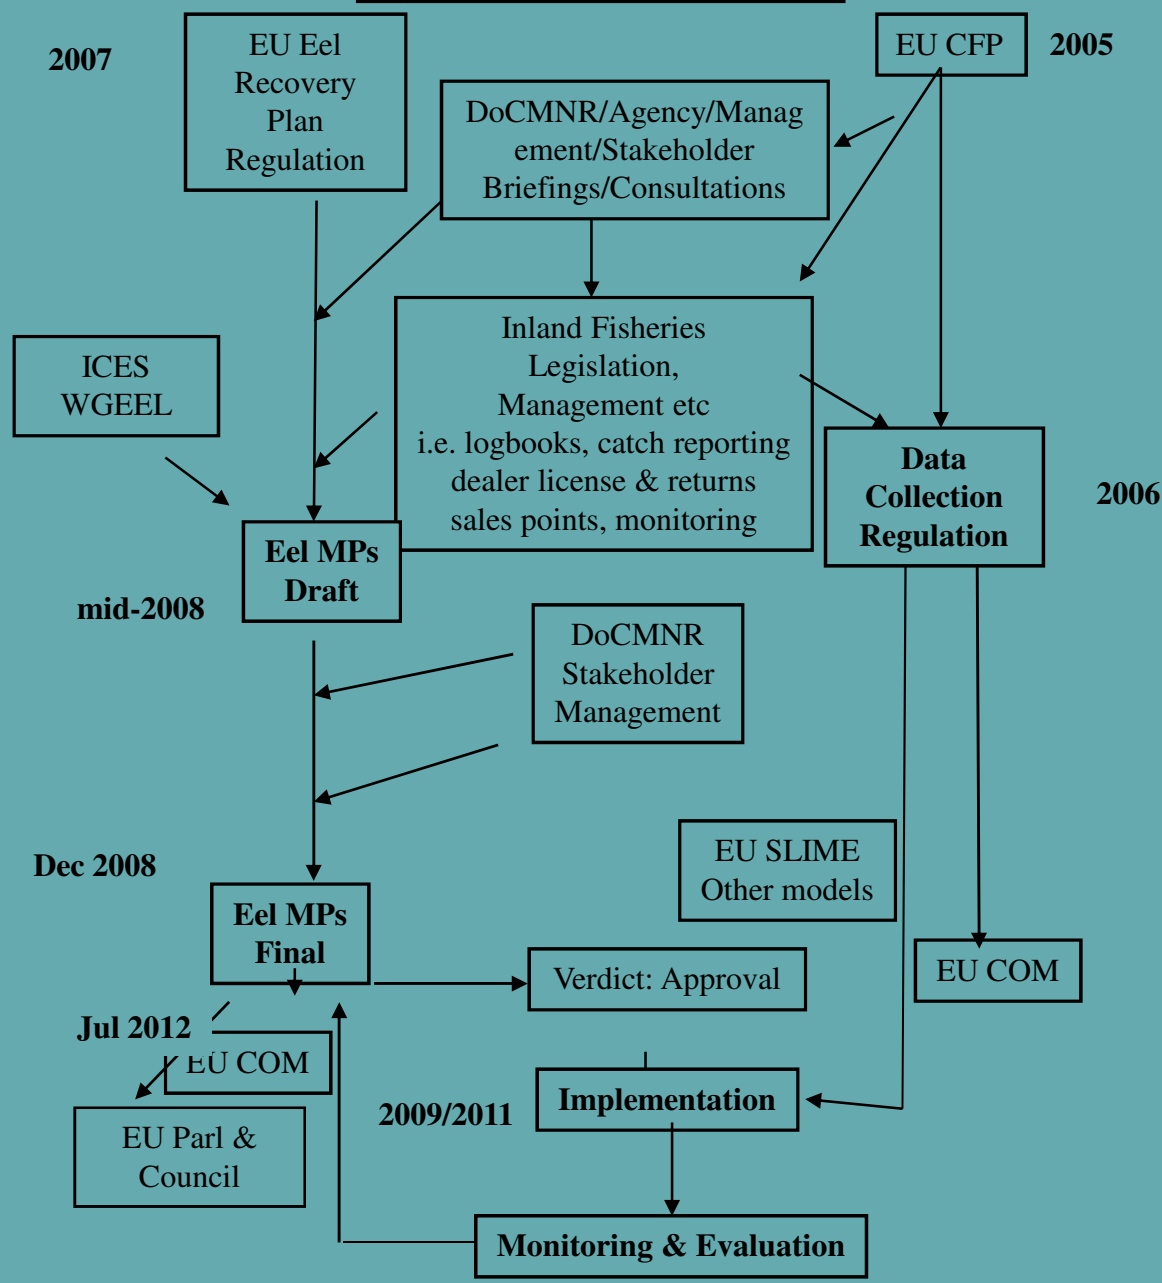 2007
EU Eel
Recovery
Plan
Regulation
EU CFP
2005
DoCMNR/Agency/Manag
ement/Stakeholder
Briefings/Consultations
ICES
WGEEL
Inland Fisheries
Legislation,
Management etc
i.e. logbooks, catch reporting
dealer license & returns
sales points, monitoring
Data
Collection
Regulation
2006
Eel MPs
Draft
mid-2008
DoCMNR
Stakeholder
Management
EU SLIME
Other models
Dec 2008
Eel MPs
Final
Verdict: Approval
EU COM
Jul 2012
EU COM
2009/2011
Implementation
EU Parl &
Council
Monitoring & Evaluation